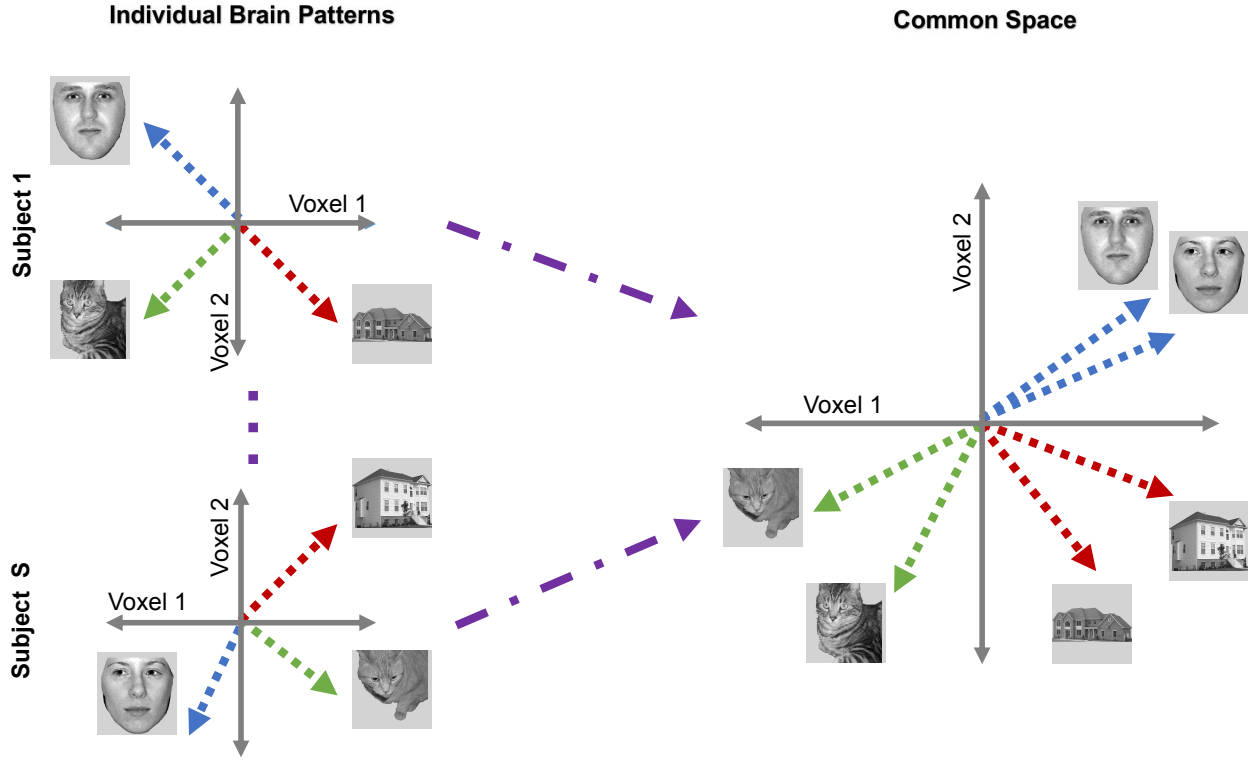 Individual Brain Patterns
Common Space
Subject 1
Voxel 1
Voxel 2
Voxel 2
Voxel 1
Subject S
Voxel 2
Voxel 1